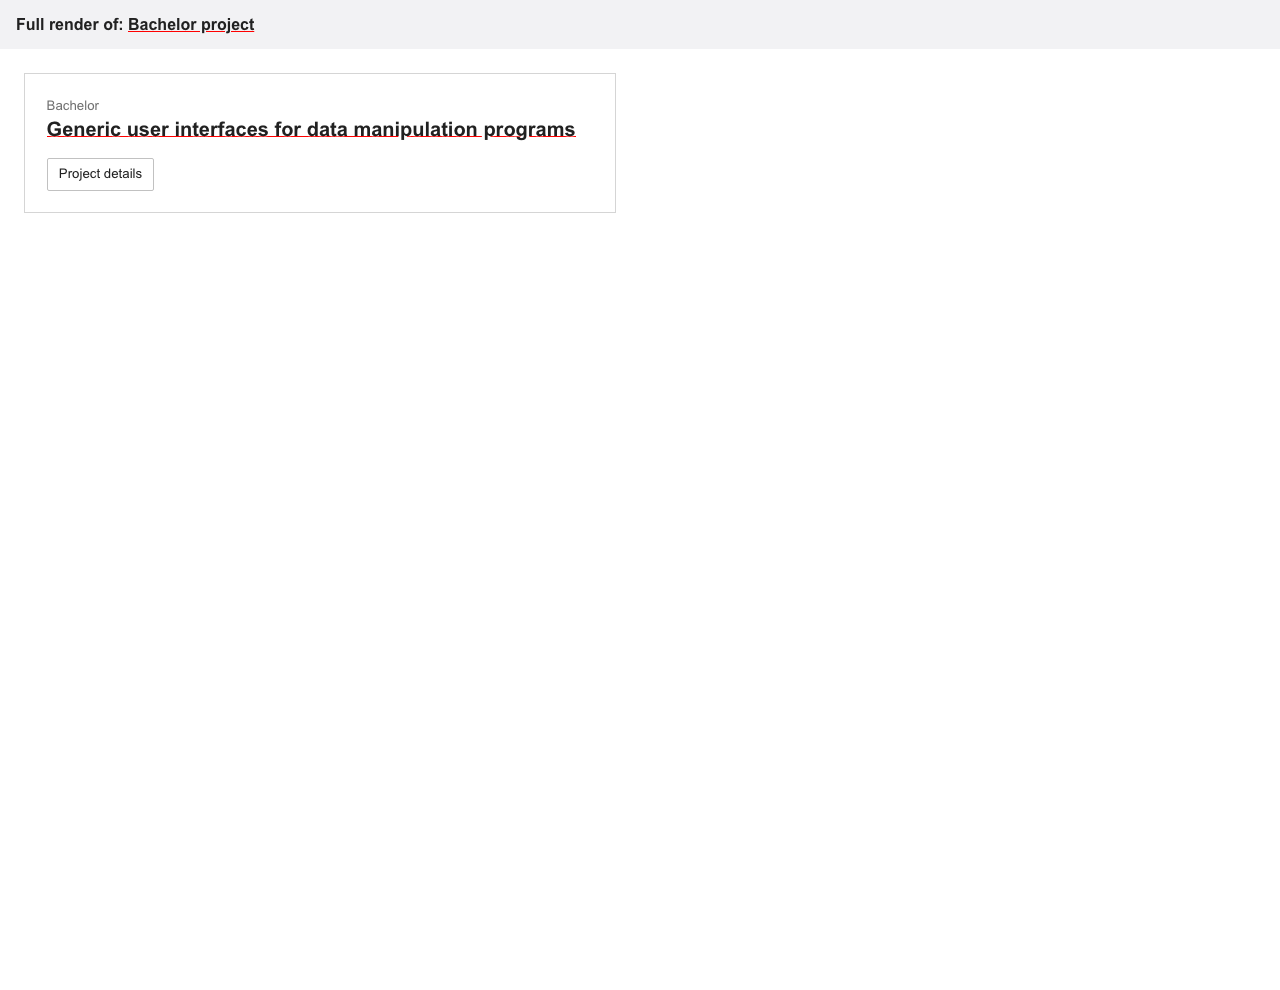 Full render of: Bachelor project
Bachelor
Generic user interfaces for data manipulation programs
Project details